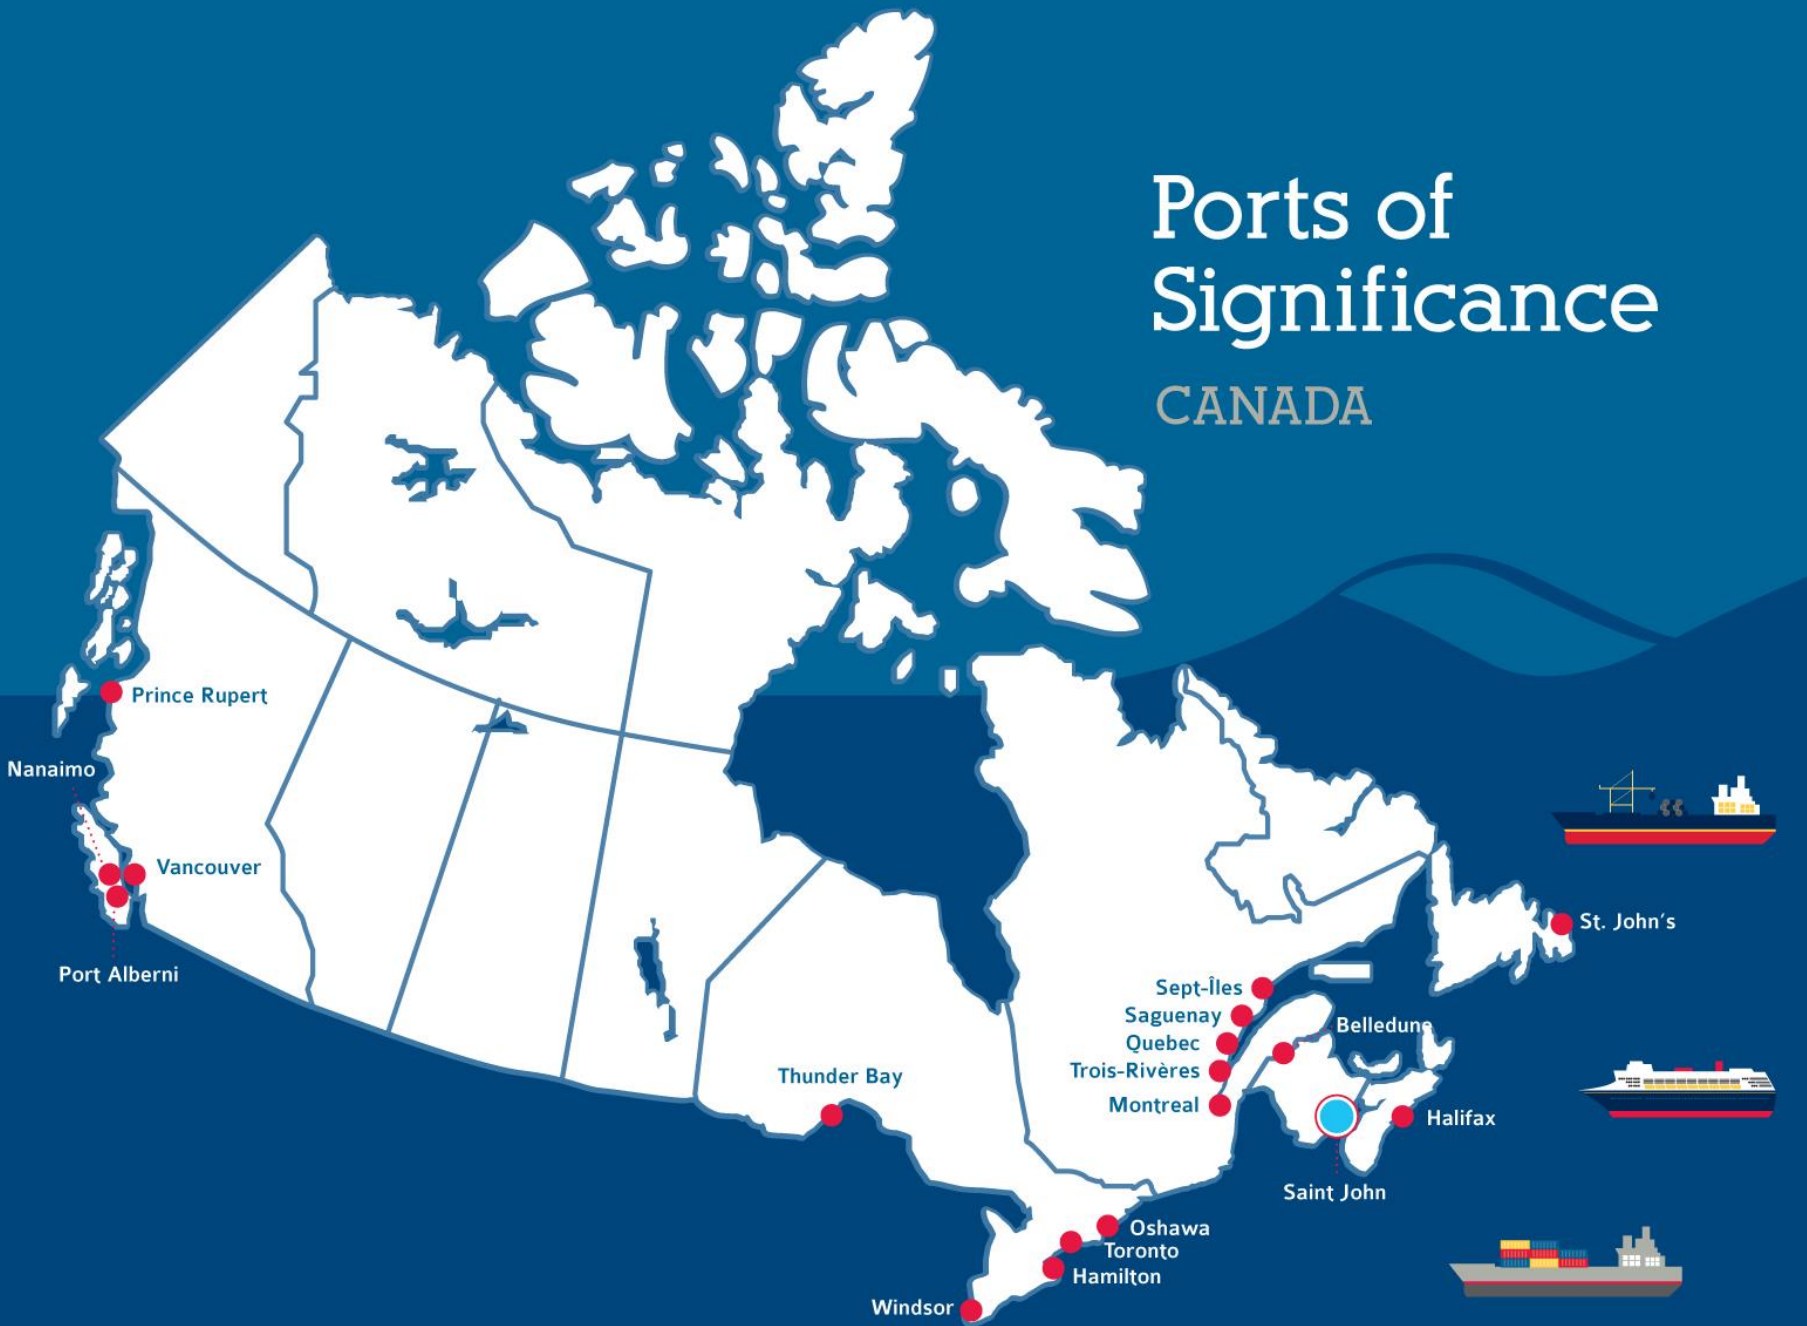 Ports of
Significance
CANADA
Prince Rupert
Nanaimo
Vancouver
Port Alberni
St. John's
Sept-Îles
Saguenay
Belledune
Quebec
Trois-Rivères
Thunder Bay
Montreal
Halifax
Saint John
Oshawa
Toronto
Hamilton
Windsor